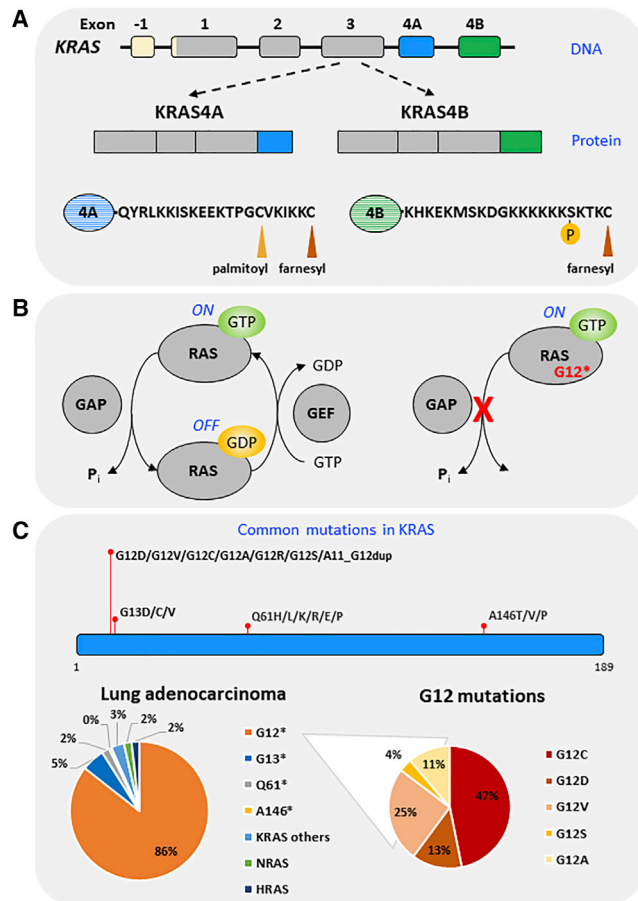 A
Exon -1 1 2 3 4A 4B
KRAS DNA
KRAS4A KRAS4B
Protein
4A QYRLKKISKEEKTPGCVKIKKC 4B KHKEKMSKDGKKKKKKSKTKC
P
palmitoyl farnesyl farnesyl
B
ON GTP ON GTP
RAS RAS
G12*
GDP
GAP GEF GAP X
OFF GDP
GTP
Pi RAS Pi
C
Common mutations in KRAS
G12D/G12V/G12C/G12A/G12R/G12S/A11_G12dup
G13D/C/V Q61H/L/K/R/E/P A146T/V/P
1 189
Lung adenocarcinoma G12 mutations
5% 2% 0% 3% 2% 2%
86%
G12*
G13*
Q61*
A146*
KRAS others
NRAS
HRAS
4% 11%
47%
25%
13%
G12C
G12D
G12V
G12S
G12A